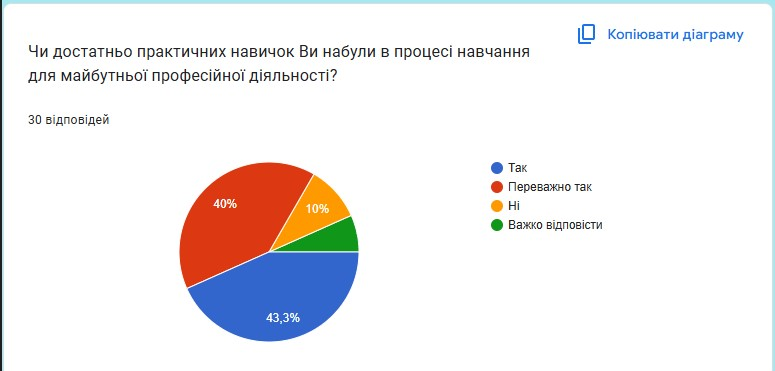 Копіювати діаграму
Чи достатньо практичних навичок Ви набули в процесі навчання
для майбутньої професійної діяльності?
30 відповідей
40%
10%
43,3%
Так
Переважно так
Ні
Важко відповісти